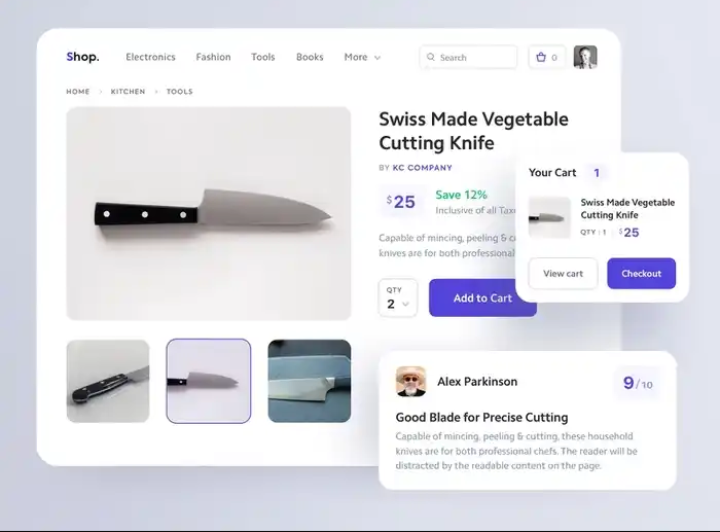 Shop.
Electronics
Fashion
Tools
Books
More
Search
0
HOME > KITCHEN > TOOLS
Swiss Made Vegetable
Cutting Knife
BY KC COMPANY
$25
Save 12%
Inclusive of all
Capable of mincing, peeling &
knives are for both professional
QTY
2
Add to Cart
Your Cart 1
Swiss Made Vegetable
Cutting Knife
QTY : 1 $25
View cart
Checkout
Alex Parkinson
9/10
Good Blade for Precise Cutting
Capable of mincing, peeling & cutting, these household
knives are for both professional chefs. The reader will be
distracted by the readable content on the page.